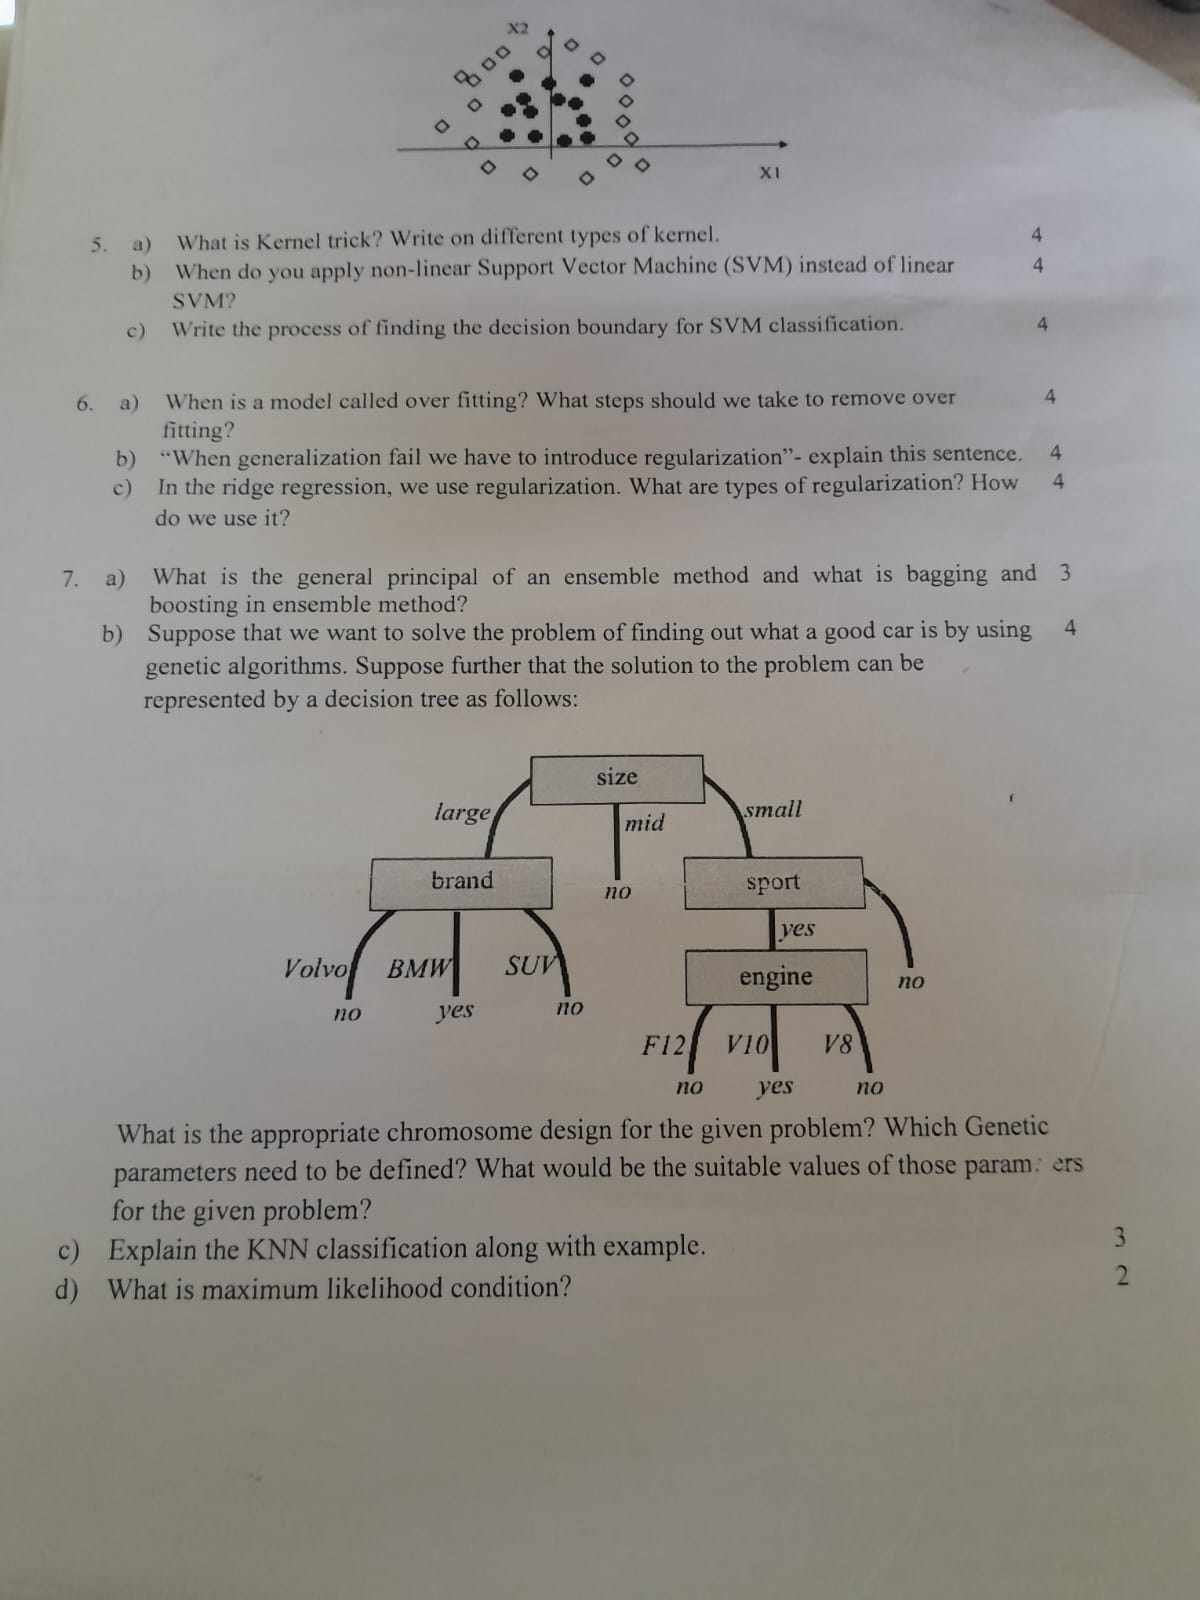 X2
X1
5. a) What is Kernel trick? Write on different types of kernel. 4
b) When do you apply non-linear Support Vector Machine (SVM) instead of linear 4
SVM?
c) Write the process of finding the decision boundary for SVM classification. 4
6. a) When is a model called over fitting? What steps should we take to remove over 4
fitting?
b) “When generalization fail we have to introduce regularization”- explain this sentence. 4
c) In the ridge regression, we use regularization. What are types of regularization? How 4
do we use it?
7. a) What is the general principal of an ensemble method and what is bagging and 3
boosting in ensemble method?
b) Suppose that we want to solve the problem of finding out what a good car is by using 4
genetic algorithms. Suppose further that the solution to the problem can be
represented by a decision tree as follows:
size
large mid small
brand no sport
yes
Volvo BMW SUV engine no
no yes no
F12 V10 V8
no yes no
What is the appropriate chromosome design for the given problem? Which Genetic
parameters need to be defined? What would be the suitable values of those
for the given problem?
c) Explain the KNN classification along with example. 3
d) What is maximum likelihood condition? 2